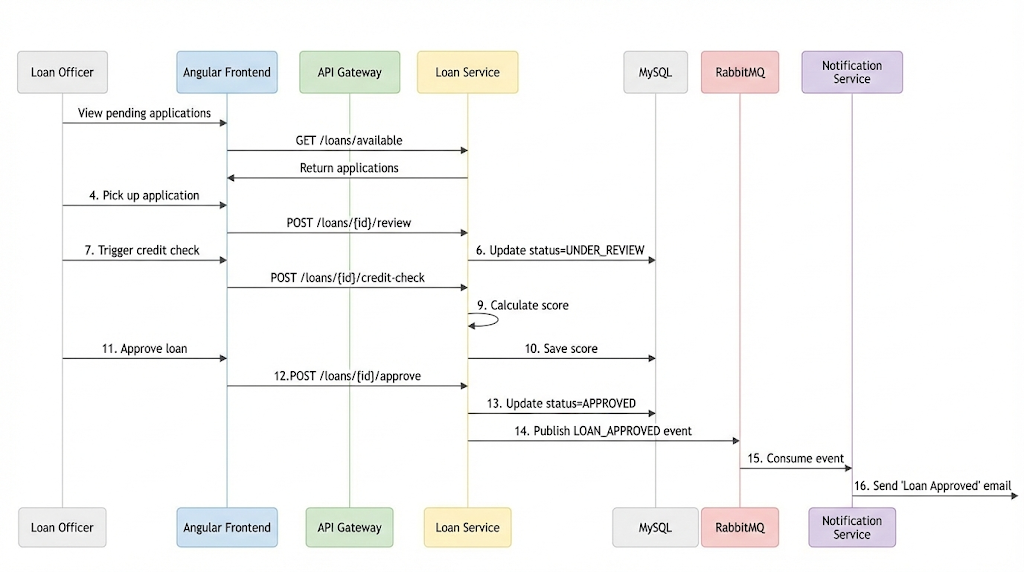 Loan Officer
Angular Frontend
API Gateway
Loan Service
MySQL
RabbitMQ
Notification
Service
View pending applications
GET /loans/available
Return applications
4. Pick up application
POST /loans/{id}/review
7. Trigger credit check
6. Update status=UNDER_REVIEW
POST /loans/{id}/credit-check
9. Calculate score
11. Approve loan
10. Save score
12.POST /loans/{id}/approve
13. Update status=APPROVED
14. Publish LOAN_APPROVED event
15. Consume event
16. Send 'Loan Approved' email
Loan Officer
Angular Frontend
API Gateway
Loan Service
MySQL
RabbitMQ
Notification
Service